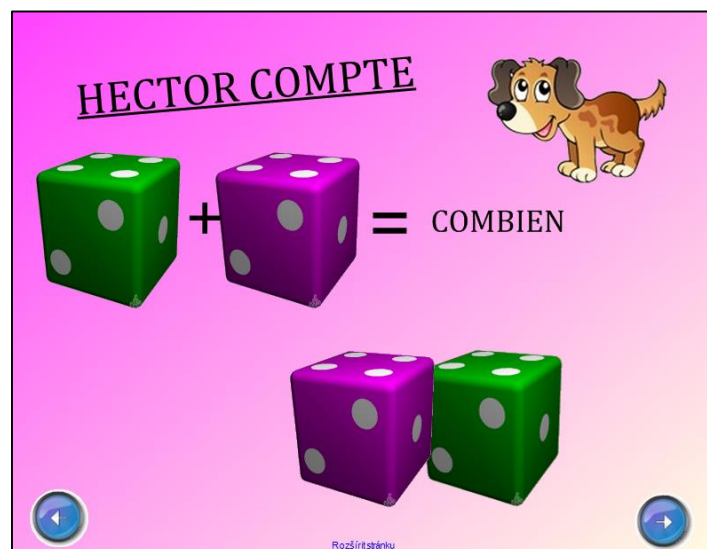 HECTOR COMPTE
+ = COMBIEN
Rozšířit stránku